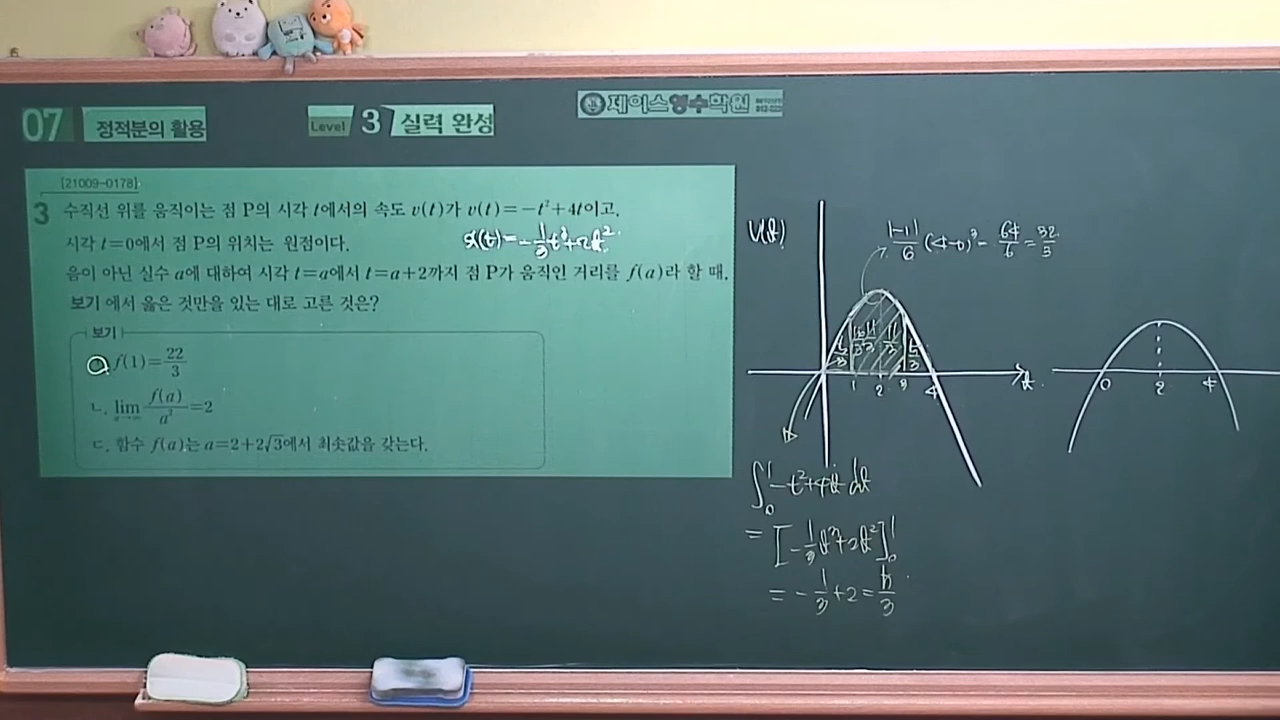 07 정적분의 활용 Level 3 실력 완성
제이스영수학원
[21009-0178]
3 수직선 위를 움직이는 점 P의 시각 t에서의 속도 v(t)가 v(t)=-t²+4t이고,
시각 t=0에서 점 P의 위치는 원점이다.
x(t)=-1/3t³+2t²
음이 아닌 실수 a에 대하여 시각 t=a에서 t=a+2까지 점 P가 움직인 거리를 f(a)라 할 때,
보기 에서 옳은 것만을 있는 대로 고른 것은?
보기
f(1)=22/3
ㄴ. lim f(a)/a²=2
ㄷ. 함수 f(a)는 a=2+2√3에서 최솟값을 갖는다.
V(t)
|-1|/6 (4-0)³= 64/6=32/3
5/3 11/3 11/3 5/3
1 2 3 4 t
0 2 4
∫₀¹ -t²+4t dt
= [-1/3t³+2t²]₀¹
= -1/3+2=5/3